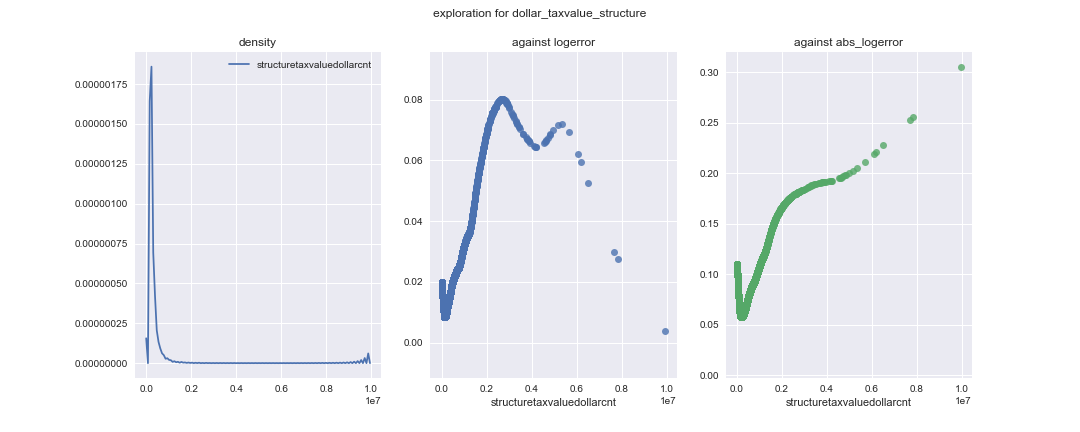 exploration for dollar_taxvalue_structure
density
structuretaxvaluedollarcnt
0.00000175
0.00000150
0.00000125
0.00000100
0.00000075
0.00000050
0.00000025
0.00000000
0.0 0.2 0.4 0.6 0.8 1.0
1e7
against logerror
0.08
0.06
0.04
0.02
0.00
0.0 0.2 0.4 0.6 0.8 1.0
1e7
structuretaxvaluedollarcnt
against abs_logerror
0.30
0.25
0.20
0.15
0.10
0.05
0.00
0.0 0.2 0.4 0.6 0.8 1.0
1e7
structuretaxvaluedollarcnt